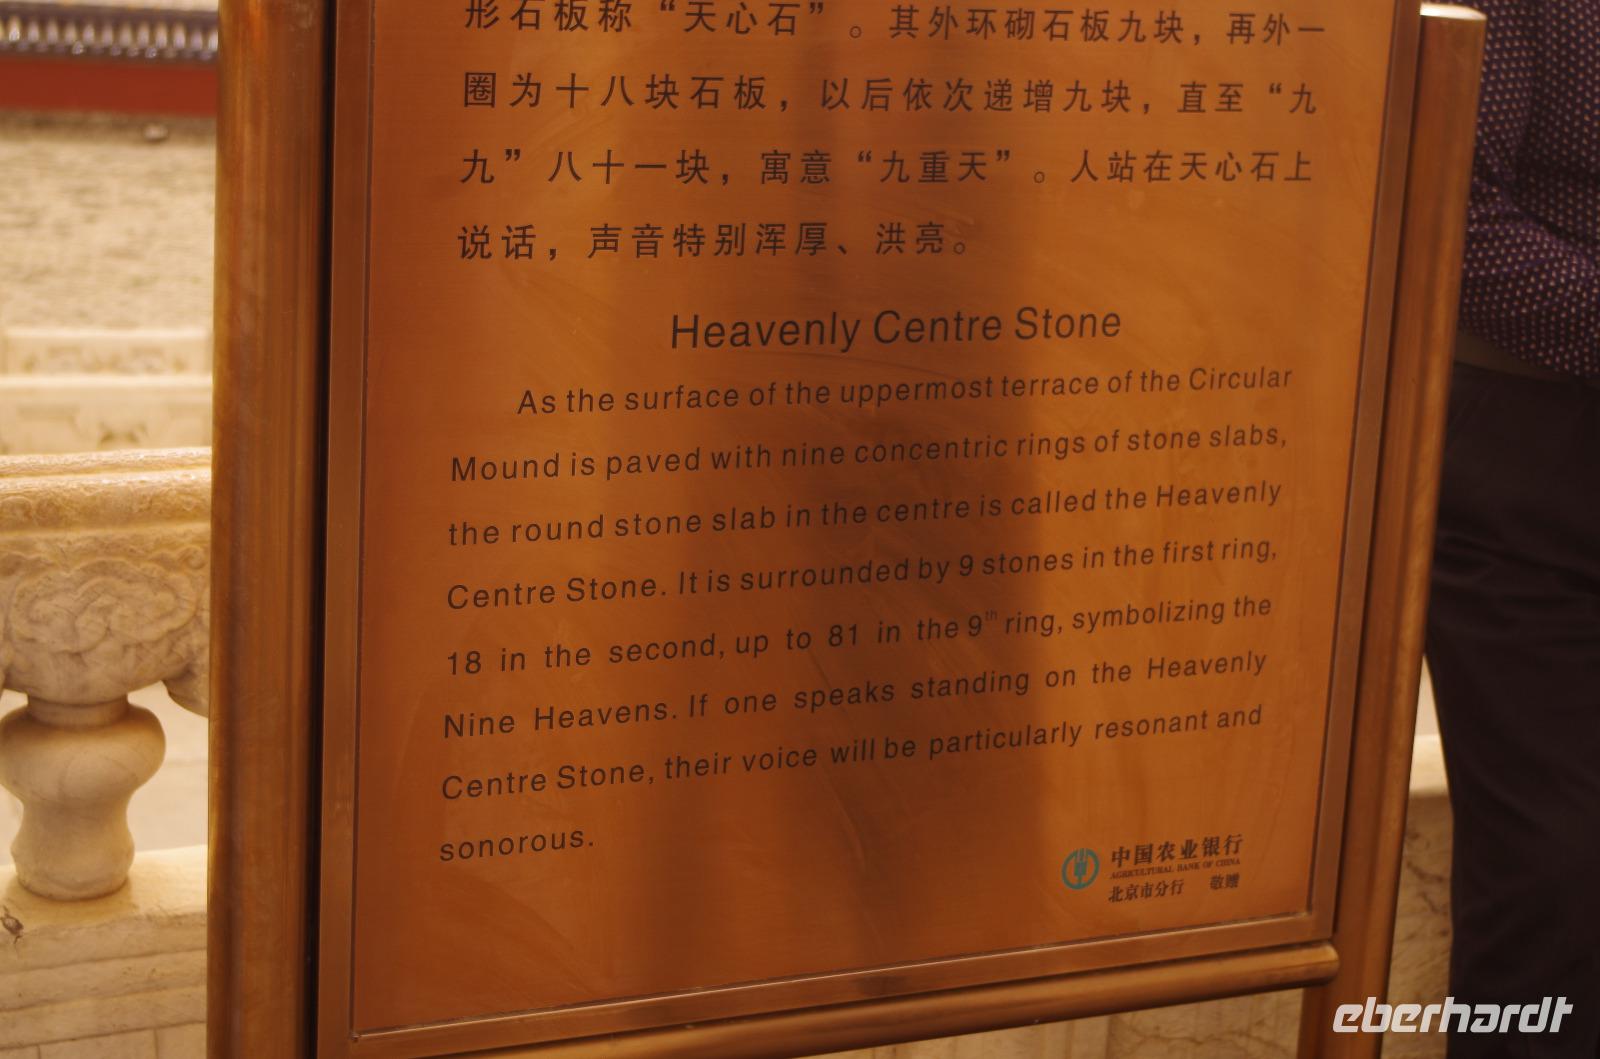 形石板称“天心石”。其外环砌石板九块，再外一
圈为十八块石板，以后依次递增九块，直至“九
九”八十一块，寓意“九重天”。人站在天心石上
说话，声音特别浑厚、洪亮。
Heavenly Centre Stone
As the surface of the uppermost terrace of the Circular
Mound is paved with nine concentric rings of stone slabs,
the round stone slab in the centre is called the Heavenly
Centre Stone. It is surrounded by 9 stones in the first ring,
18 in the second, up to 81 in the 9th ring, symbolizing the
Nine Heavens. If one speaks standing on the Heavenly
Centre Stone, their voice will be particularly resonant and
sonorous.
中国农业银行
AGRICULTURAL BANK OF CHINA
北京市分行 敬赠
eberhardt